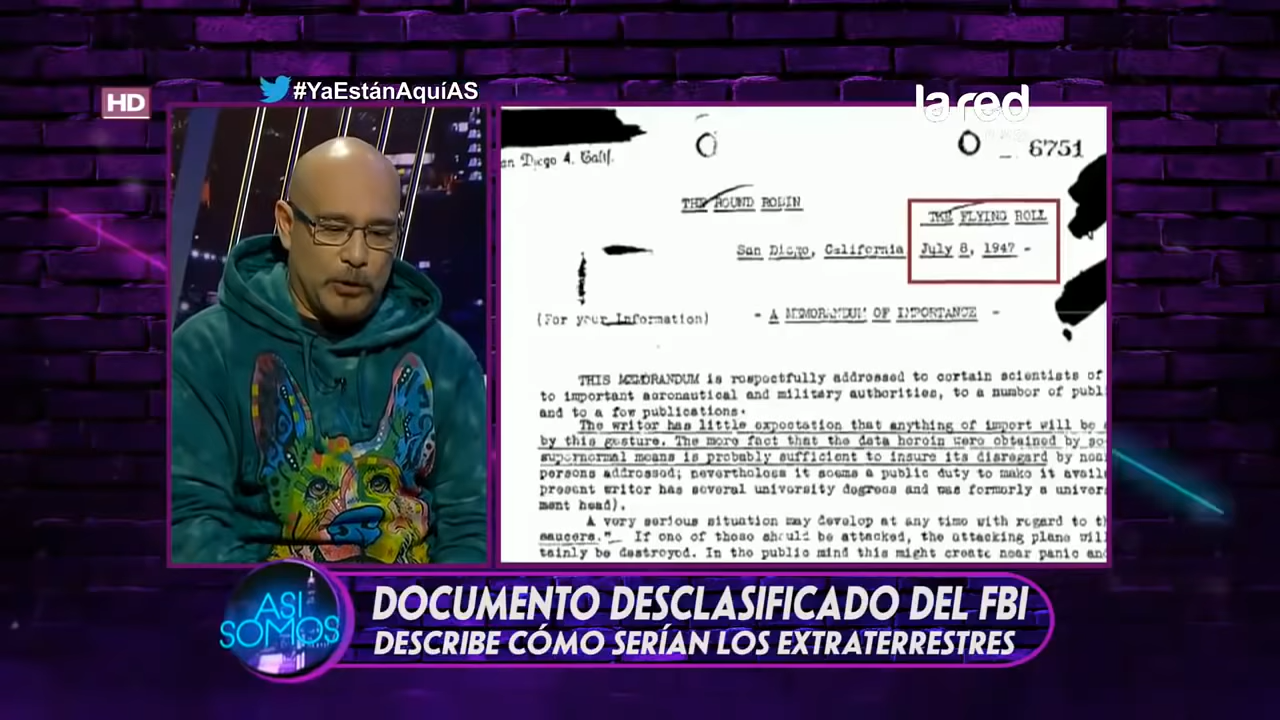 #YaEstánAquíAS
HD
la red
an Diego 4, Calif.
6751
THE ROUND ROBIN
THE FLYING ROLL
San Diego, California
July 8, 1947 -
(For your Information)
- A MEMORANDUM OF IMPORTANCE -
THIS MEMORANDUM is respectfully addressed to certain scientists of
to important aeronautical and military authorities, to a number of publ
and to a few publications.
The writer has little expectation that anything of import will be
by this gesture. The more fact that the data herein were obtained by so
supernormal means is probably sufficient to insure its disregard by nea
persons addressed; nevertheless it seems a public duty to make it avail
present writer has several university degrees and was formerly a univer
ment head).
A very serious situation may develop at any time with regard to th
saucers." If one of these should be attacked, the attacking plane will
tainly be destroyed. In the public mind this might create near panic and
ASI
SOMOS
DOCUMENTO DESCLASIFICADO DEL FBI
DESCRIBE CÓMO SERÍAN LOS EXTRATERRESTRES